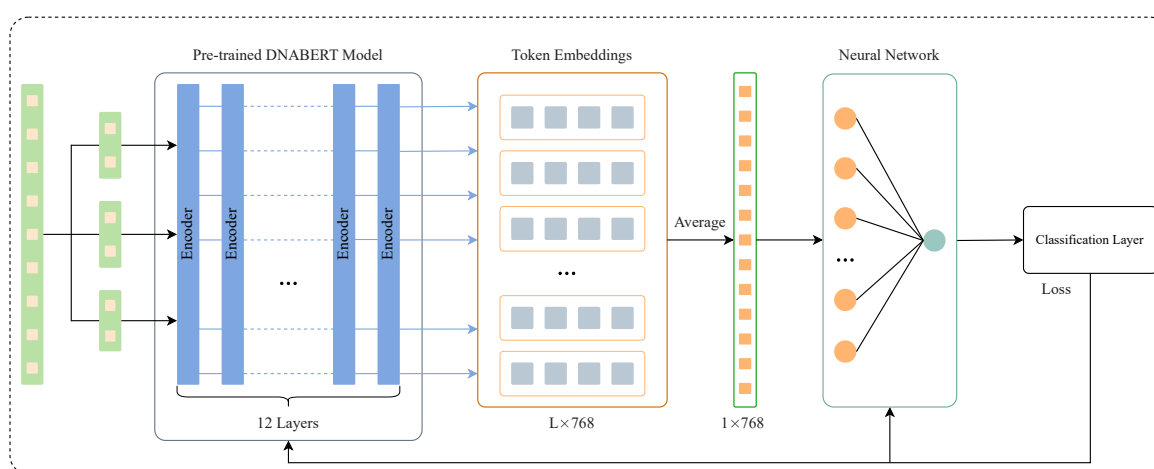 Pre-trained DNABERT Model
Token Embeddings
Neural Network
Encoder
Encoder
...
Encoder
Encoder
12 Layers
...
L×768
Average
1×768
...
Classification Layer
Loss